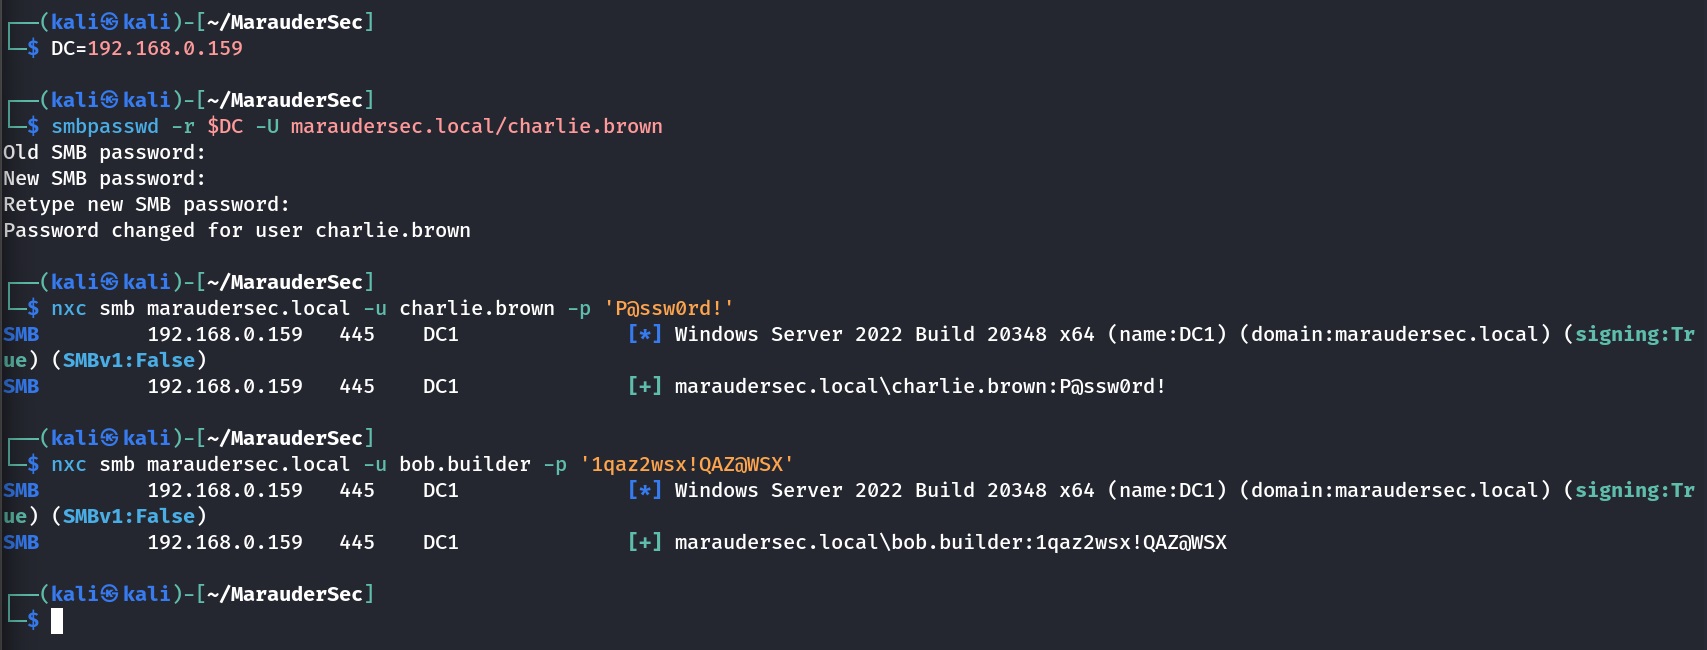 ┌──(kali㉿kali)-[~/MarauderSec]
└─$ DC=192.168.0.159
┌──(kali㉿kali)-[~/MarauderSec]
└─$ smbpasswd -r $DC -U maraudersec.local/charlie.brown
Old SMB password:
New SMB password:
Retype new SMB password:
Password changed for user charlie.brown
┌──(kali㉿kali)-[~/MarauderSec]
└─$ nxc smb maraudersec.local -u charlie.brown -p 'P@ssw0rd!'
SMB         192.168.0.159   445    DC1              [*] Windows Server 2022 Build 20348 x64 (name:DC1) (domain:maraudersec.local) (signing:Tr
ue) (SMBv1:False)
SMB         192.168.0.159   445    DC1              [+] maraudersec.local\charlie.brown:P@ssw0rd!
┌──(kali㉿kali)-[~/MarauderSec]
└─$ nxc smb maraudersec.local -u bob.builder -p '1qaz2wsx!QAZ@WSX'
SMB         192.168.0.159   445    DC1              [*] Windows Server 2022 Build 20348 x64 (name:DC1) (domain:maraudersec.local) (signing:Tr
ue) (SMBv1:False)
SMB         192.168.0.159   445    DC1              [+] maraudersec.local\bob.builder:1qaz2wsx!QAZ@WSX
┌──(kali㉿kali)-[~/MarauderSec]
└─$